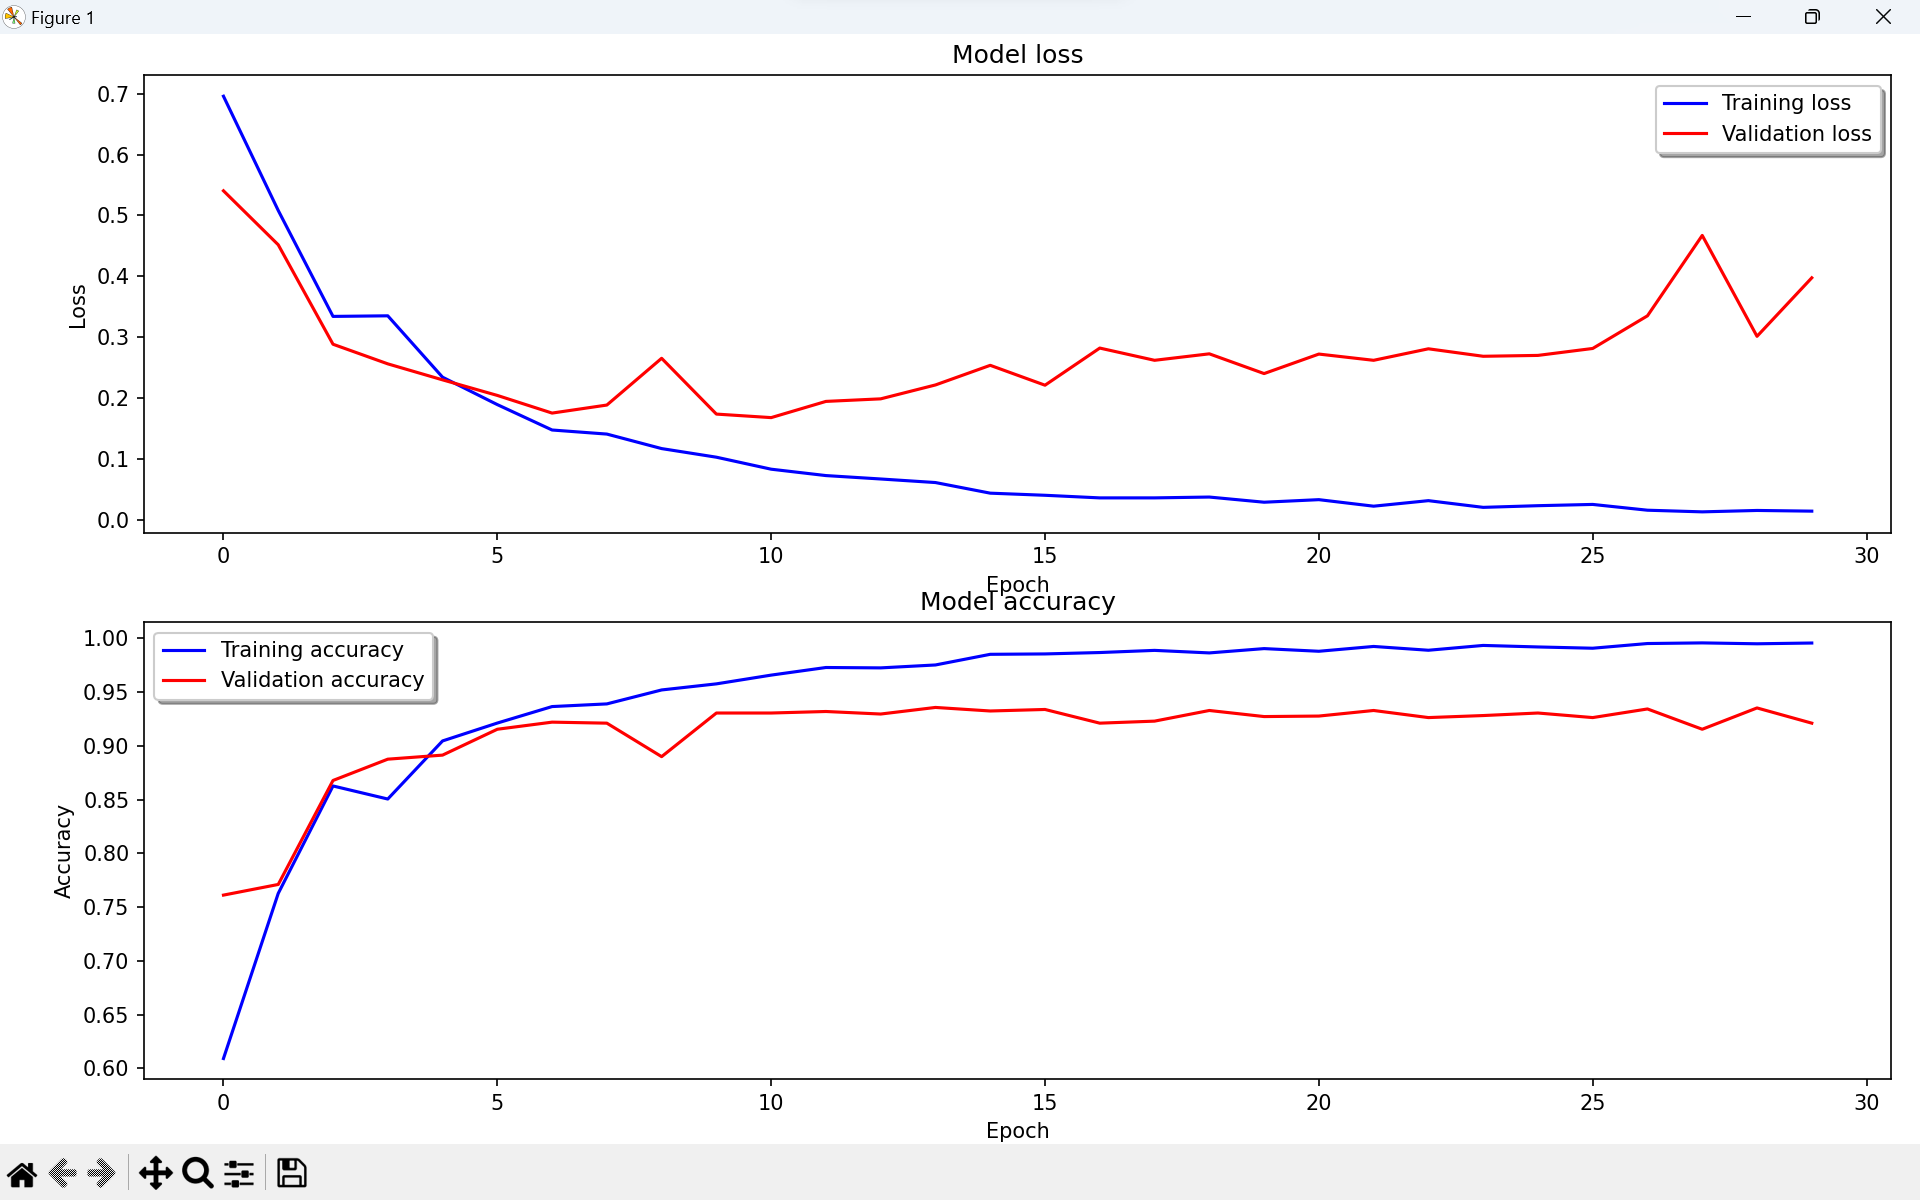 Figure 1
Model loss
Training loss
Validation loss
0.7
0.6
0.5
0.4
0.3
0.2
0.1
0.0
Loss
0 5 10 15 20 25 30
Epoch
Model accuracy
Training accuracy
Validation accuracy
1.00
0.95
0.90
0.85
0.80
0.75
0.70
0.65
0.60
Accuracy
0 5 10 15 20 25 30
Epoch